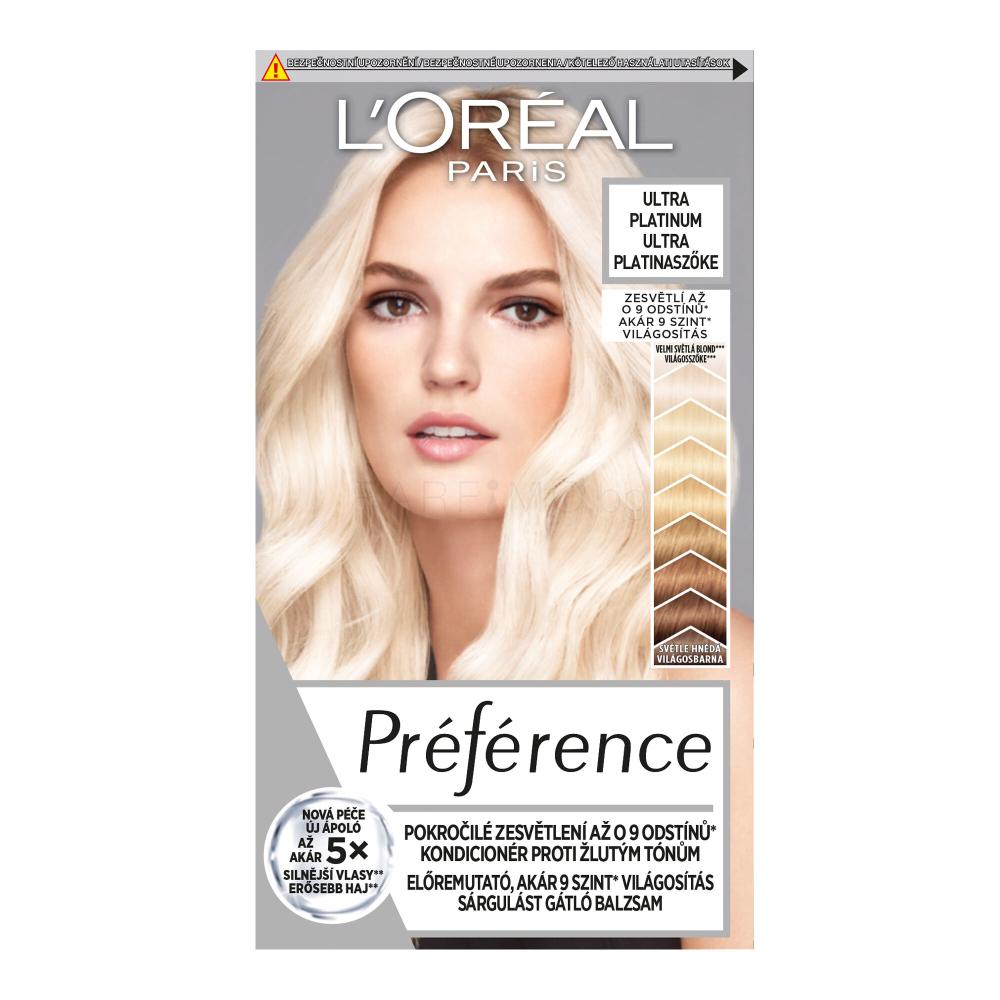 BEZPEČNOSTNÍ UPOZORNĚNÍ / BEZPEČNOSTNÉ UPOZORNENIA / KÖTELEZŐ HASZNÁLATI UTASÍTÁSOK
L'ORÉAL
PARiS
ULTRA
PLATINUM
ULTRA
PLATINASZŐKE
ZESVĚTLÍ AŽ
O 9 ODSTÍNŮ*
AKÁR 9 SZINT*
VILÁGOSÍTÁS
VELMI SVĚTLÁ BLOND***
VILÁGOSSZŐKE***
SVĚTLE HNĚDÁ
VILÁGOSBARNA
Préférence
NOVÁ PÉČE
ÚJ ÁPOLÓ
AŽ
AKÁR 5×
SILNĚJŠÍ VLASY**
ERŐSEBB HAJ**
POKROČILÉ ZESVĚTLENÍ AŽ O 9 ODSTÍNŮ*
KONDICIONÉR PROTI ŽLUTÝM TÓNŮM
ELŐREMUTATÓ, AKÁR 9 SZINT* VILÁGOSÍTÁS
SÁRGULÁST GÁTLÓ BALZSAM